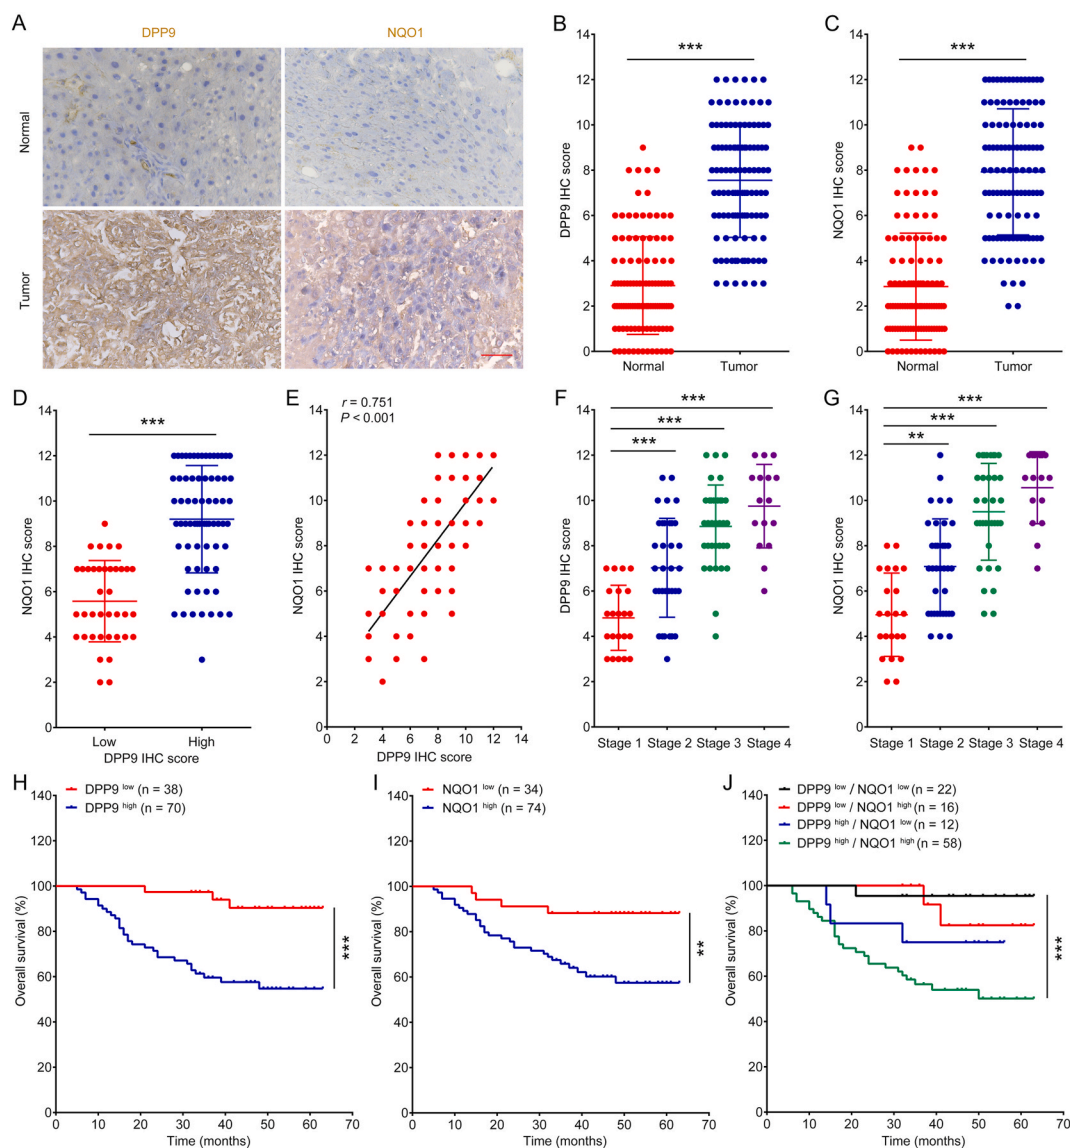 A
DPP9
NQO1
Normal
Tumor
B
***
DPP9 IHC score
14
12
10
8
6
4
2
0
Normal
Tumor
C
***
NQO1 IHC score
14
12
10
8
6
4
2
0
Normal
Tumor
D
***
NQO1 IHC score
14
12
10
8
6
4
2
0
Low
High
DPP9 IHC score
E
r = 0.751
P < 0.001
NQO1 IHC score
14
12
10
8
6
4
2
0
0 2 4 6 8 10 12 14
DPP9 IHC score
F
***
***
***
DPP9 IHC score
14
12
10
8
6
4
2
0
Stage 1 Stage 2 Stage 3 Stage 4
G
***
***
**
NQO1 IHC score
14
12
10
8
6
4
2
0
Stage 1 Stage 2 Stage 3 Stage 4
H
DPP9 low (n = 38)
DPP9 high (n = 70)
Overall survival (%)
140
120
100
80
60
40
20
0
***
0 10 20 30 40 50 60 70
Time (months)
I
NQO1 low (n = 34)
NQO1 high (n = 74)
Overall survival (%)
140
120
100
80
60
40
20
0
**
0 10 20 30 40 50 60 70
Time (months)
J
DPP9 low / NQO1 low (n = 22)
DPP9 low / NQO1 high (n = 16)
DPP9 high / NQO1 low (n = 12)
DPP9 high / NQO1 high (n = 58)
Overall survival (%)
140
120
100
80
60
40
20
0
***
0 10 20 30 40 50 60 70
Time (months)